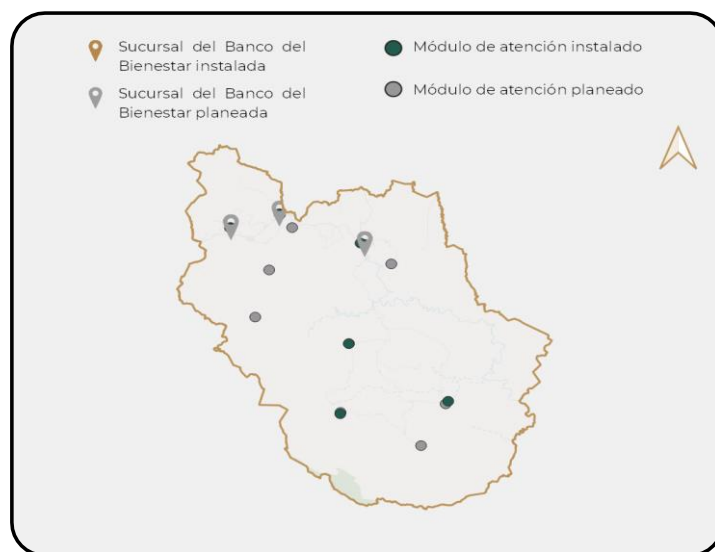 Sucursal del Banco del
Bienestar instalada
Sucursal del Banco del
Bienestar planeada
Módulo de atención instalado
Módulo de atención planeado